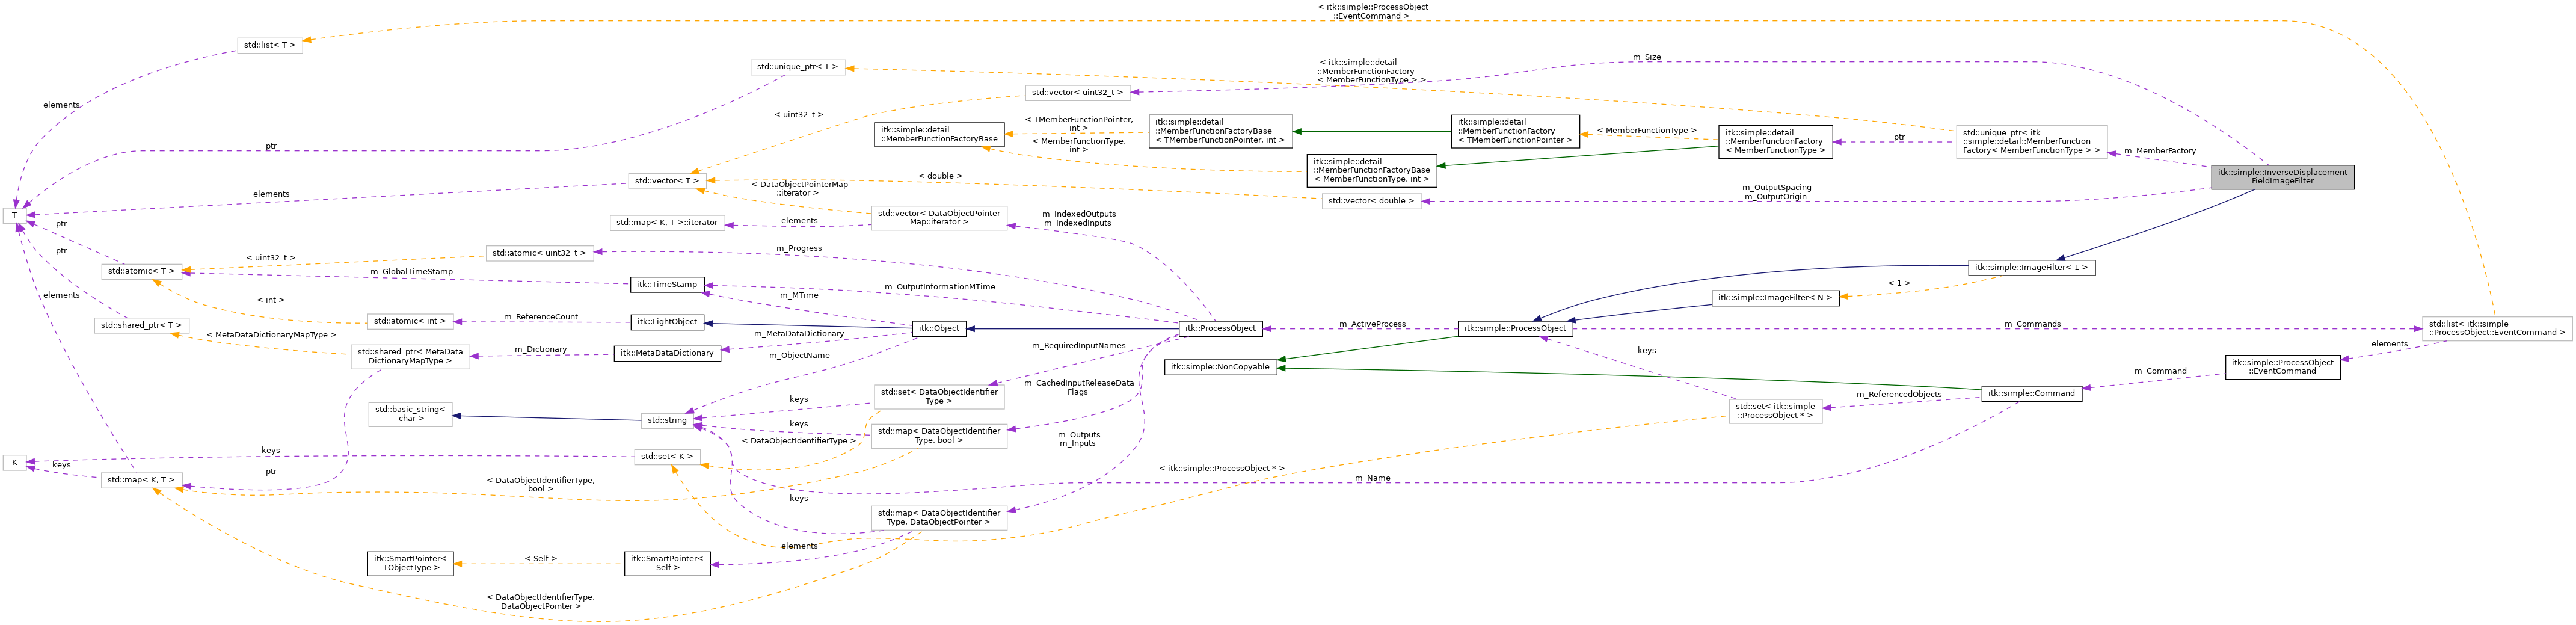 < itk::simple::ProcessObject
::EventCommand >
std::list< T >
m_Size
< itk::simple::detail
::MemberFunctionFactory
< MemberFunctionType > >
std::unique_ptr< T >
std::vector< uint32_t >
elements
< uint32_t >
itk::simple::detail
::MemberFunctionFactoryBase
< TMemberFunctionPointer,
int >
itk::simple::detail
::MemberFunctionFactoryBase
< TMemberFunctionPointer, int >
itk::simple::detail
::MemberFunctionFactory
< TMemberFunctionPointer >
< MemberFunctionType >
itk::simple::detail
::MemberFunctionFactory
< MemberFunctionType >
ptr
std::unique_ptr< itk
::simple::detail::MemberFunction
Factory< MemberFunctionType > >
m_MemberFactory
ptr
< MemberFunctionType,
int >
itk::simple::detail
::MemberFunctionFactoryBase
< MemberFunctionType, int >
itk::simple::InverseDisplacement
FieldImageFilter
std::vector< T >
< double >
elements
< DataObjectPointerMap
::iterator >
m_OutputSpacing
m_OutputOrigin
std::vector< double >
T
std::map< K, T >::iterator
elements
std::vector< DataObjectPointer
Map::iterator >
m_IndexedOutputs
m_IndexedInputs
ptr
ptr
std::atomic< uint32_t >
m_Progress
< uint32_t >
std::atomic< T >
m_GlobalTimeStamp
itk::TimeStamp
m_OutputInformationMTime
itk::simple::ImageFilter< 1 >
< 1 >
elements
< int >
m_MTime
itk::simple::ImageFilter< N >
std::shared_ptr< T >
std::atomic< int >
m_ReferenceCount
itk::LightObject
itk::Object
itk::ProcessObject
m_ActiveProcess
itk::simple::ProcessObject
m_Commands
std::list< itk::simple
::ProcessObject::EventCommand >
< MetaDataDictionaryMapType >
m_MetaDataDictionary
std::shared_ptr< MetaData
DictionaryMapType >
m_Dictionary
itk::MetaDataDictionary
m_ObjectName
m_RequiredInputNames
keys
elements
itk::simple::NonCopyable
itk::simple::ProcessObject
::EventCommand
m_Command
m_CachedInputReleaseData
Flags
std::set< DataObjectIdentifier
Type >
keys
itk::simple::Command
m_ReferencedObjects
std::set< itk::simple
::ProcessObject * >
std::basic_string<
char >
std::string
keys
std::map< DataObjectIdentifier
Type, bool >
< DataObjectIdentifierType >
m_Outputs
m_Inputs
keys
std::set< K >
K
keys
std::map< K, T >
ptr
< itk::simple::ProcessObject * >
m_Name
< DataObjectIdentifierType,
bool >
keys
std::map< DataObjectIdentifier
Type, DataObjectPointer >
elements
itk::SmartPointer<
TObjectType >
< Self >
itk::SmartPointer<
Self >
< DataObjectIdentifierType,
DataObjectPointer >